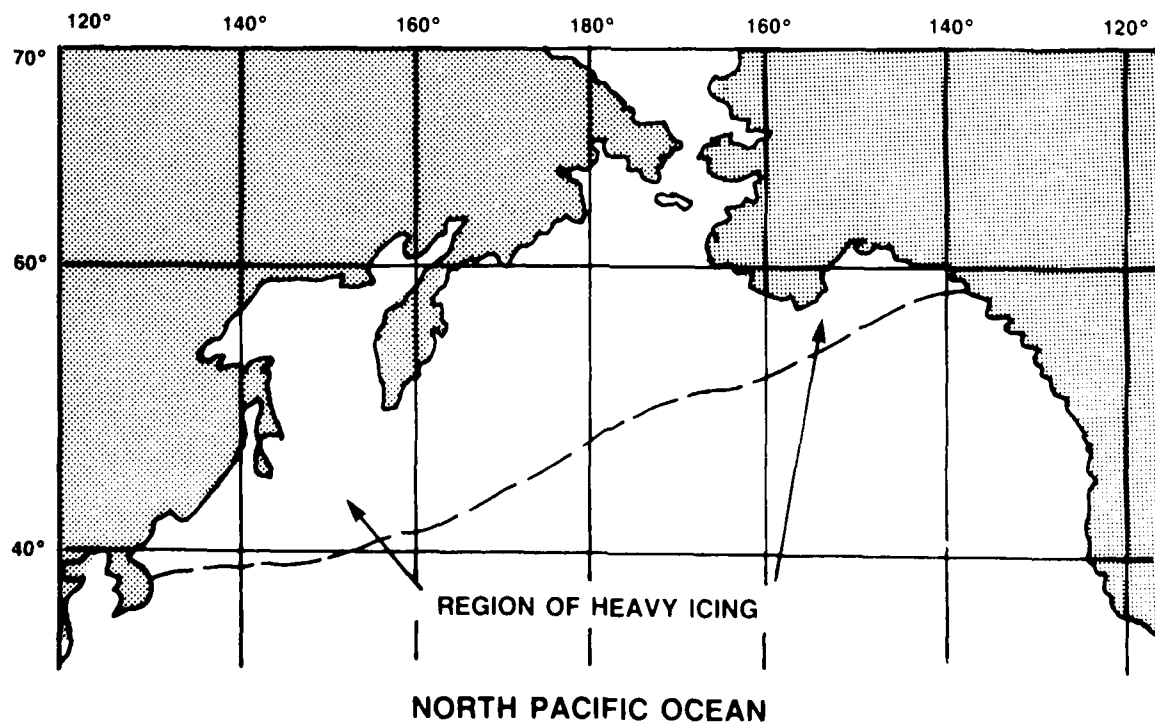 120° 140° 160° 180° 160° 140° 120°
70°
60°
40°
REGION OF HEAVY ICING
NORTH PACIFIC OCEAN